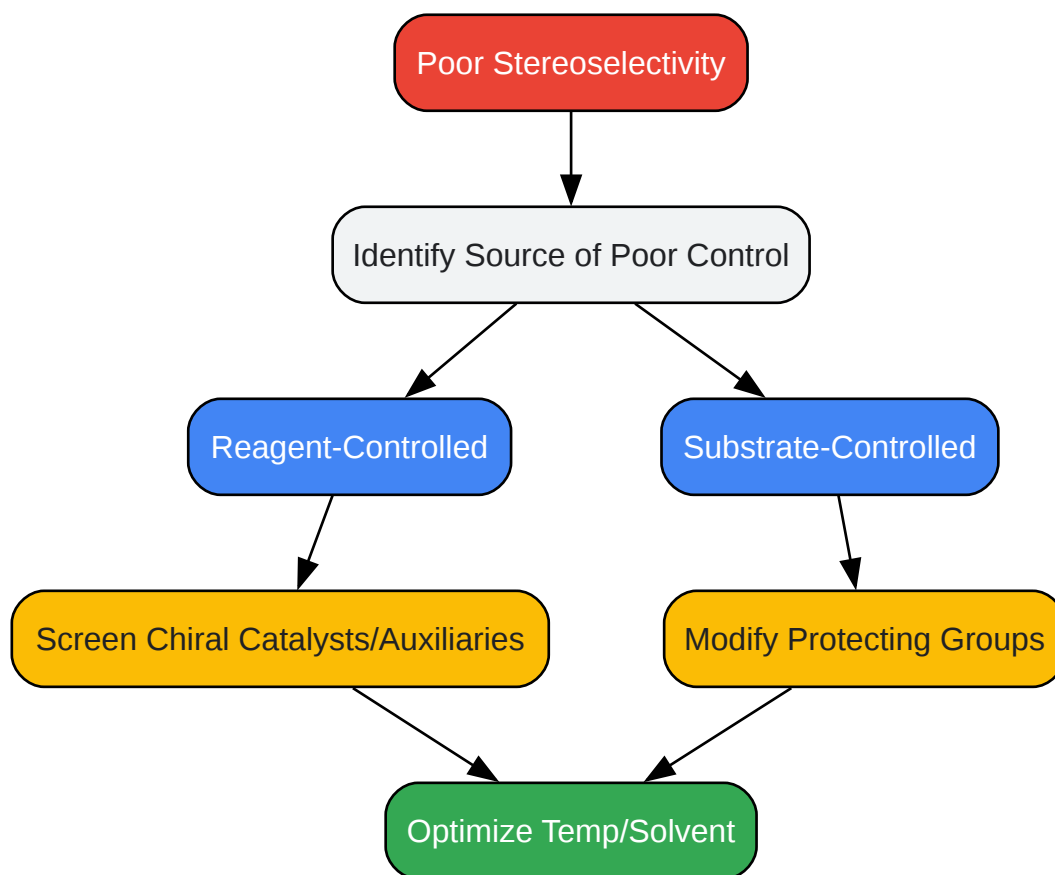 Poor Stereoselectivity
Identify Source of Poor Control
Reagent-Controlled
Substrate-Controlled
Screen Chiral Catalysts/Auxiliaries
Modify Protecting Groups
Optimize Temp/Solvent